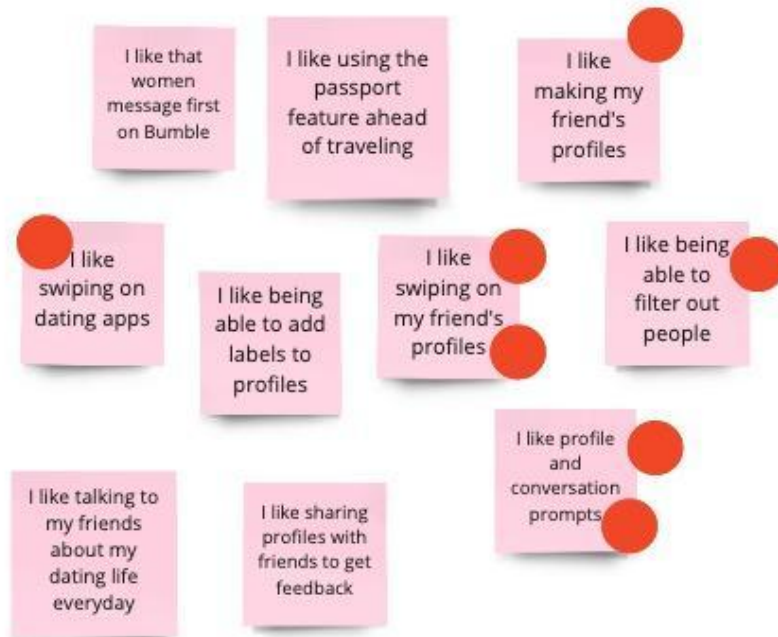 I like that
women
message first
on Bumble
I like using the
passport
feature ahead
of traveling
I like
making my
friend's
profiles
I like
swiping on
dating apps
I like being
able to add
labels to
profiles
I like
swiping on
my friend's
profiles
I like being
able to
filter out
people
I like talking to
my friends
about my
dating life
everyday
I like sharing
profiles with
friends to get
feedback
I like profile
and
conversation
prompts